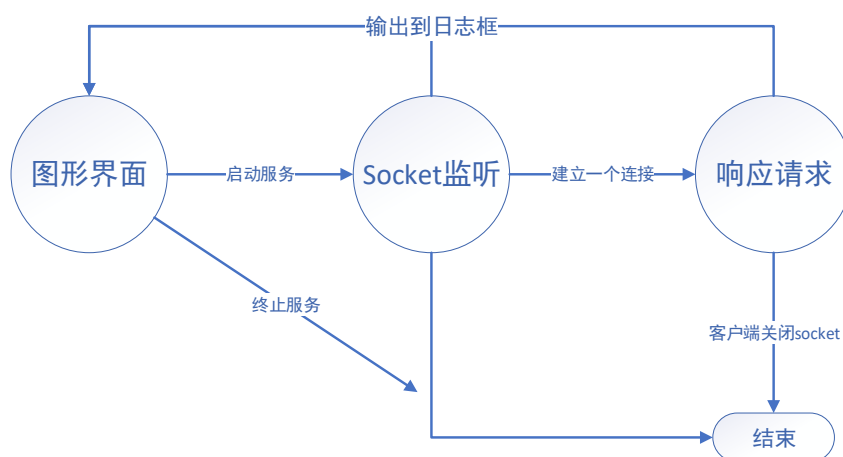 输出到日志框
图形界面
启动服务
Socket监听
建立一个连接
响应请求
终止服务
客户端关闭socket
结束